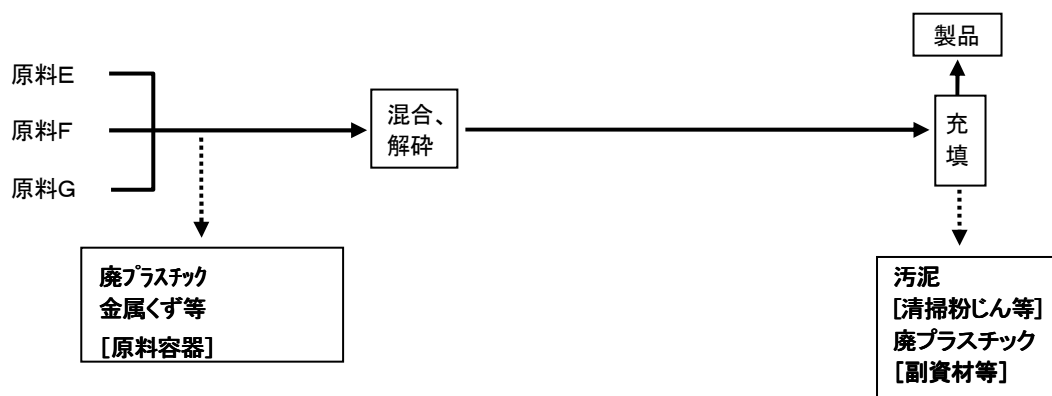 製品
原料E
原料F
原料G
混合、
解砕
充
填
廃プラスチック
金属くず等
[原料容器]
汚泥
[清掃粉じん等]
廃プラスチック
[副資材等]